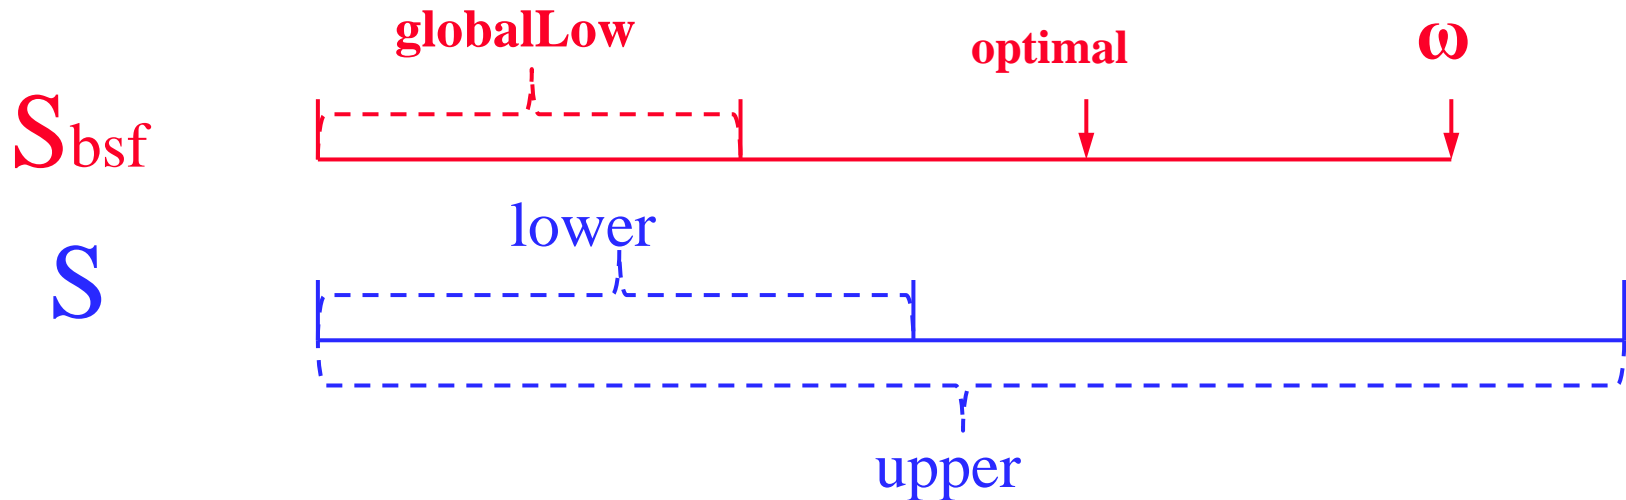 globalLow
optimal
ω
Sbsf
lower
S
upper